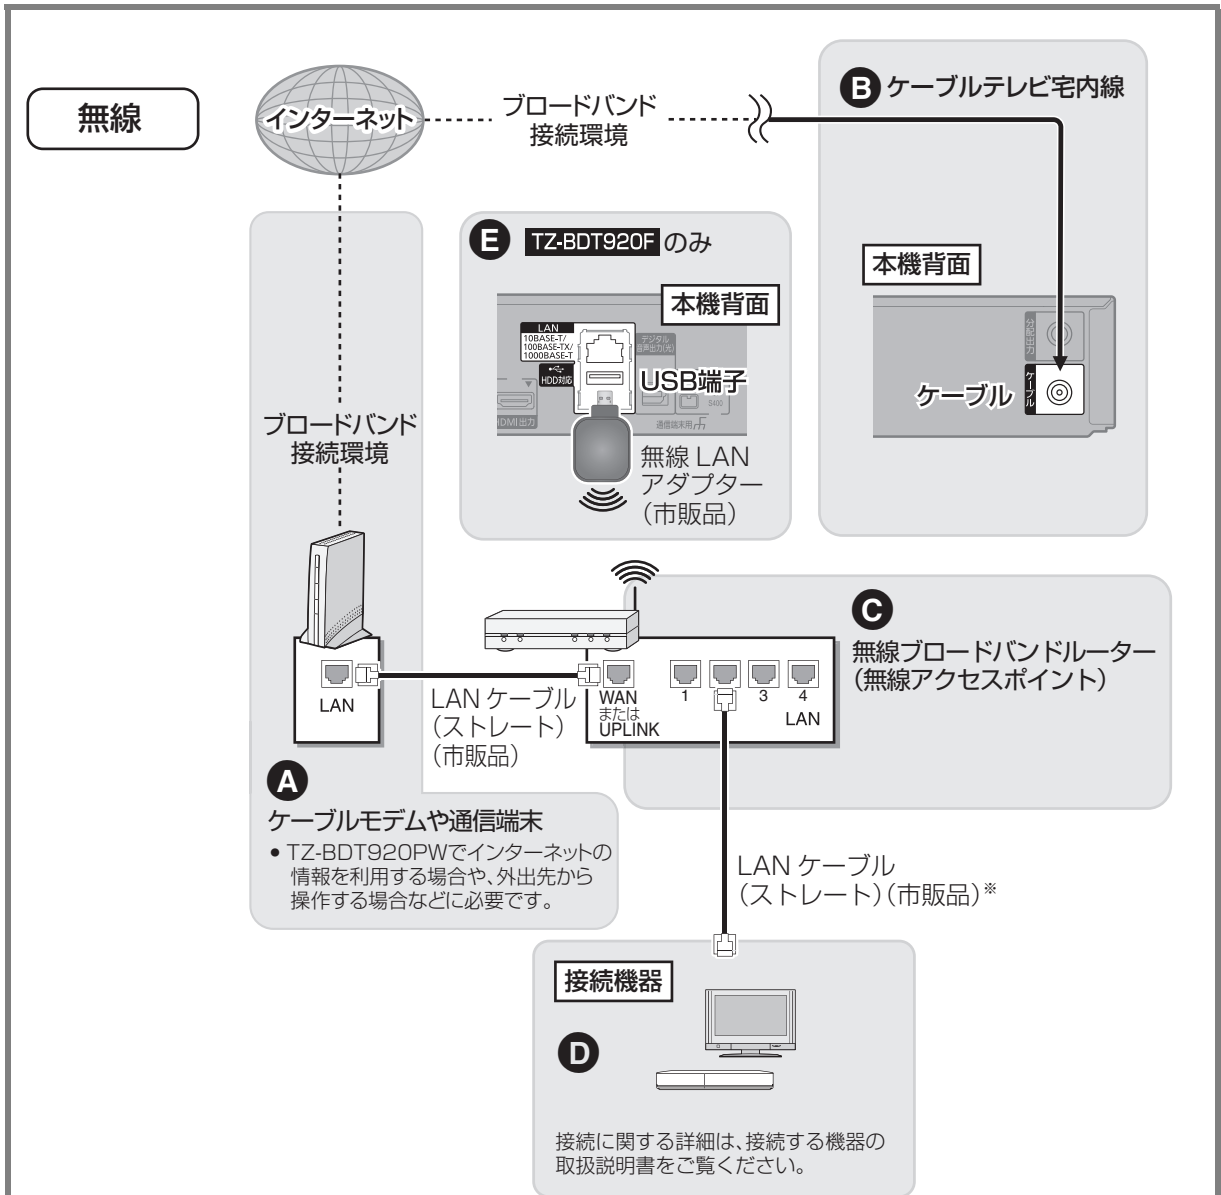 無線
インターネット
ブロードバンド
接続環境
B ケーブルテレビ宅内線
本機背面
分配出力
ケーブル
ケーブル
E TZ-BDT920F のみ
本機背面
LAN
10BASE-T/
100BASE-TX/
1000BASE-T
HDD対応
デジタル
音声出力(光)
USB端子
HDMI出力
S400
通信端末用
無線 LAN
アダプター
（市販品）
ブロードバンド
接続環境
LAN
LAN ケーブル
（ストレート）
（市販品）
WAN
または
UPLINK
1
3
4
LAN
C
無線ブロードバンドルーター
（無線アクセスポイント）
A
ケーブルモデムや通信端末
• TZ-BDT920PWでインターネットの
情報を利用する場合や、外出先から
操作する場合などに必要です。
LAN ケーブル
（ストレート）（市販品）※
接続機器
D
接続に関する詳細は、接続する機器の
取扱説明書をご覧ください。